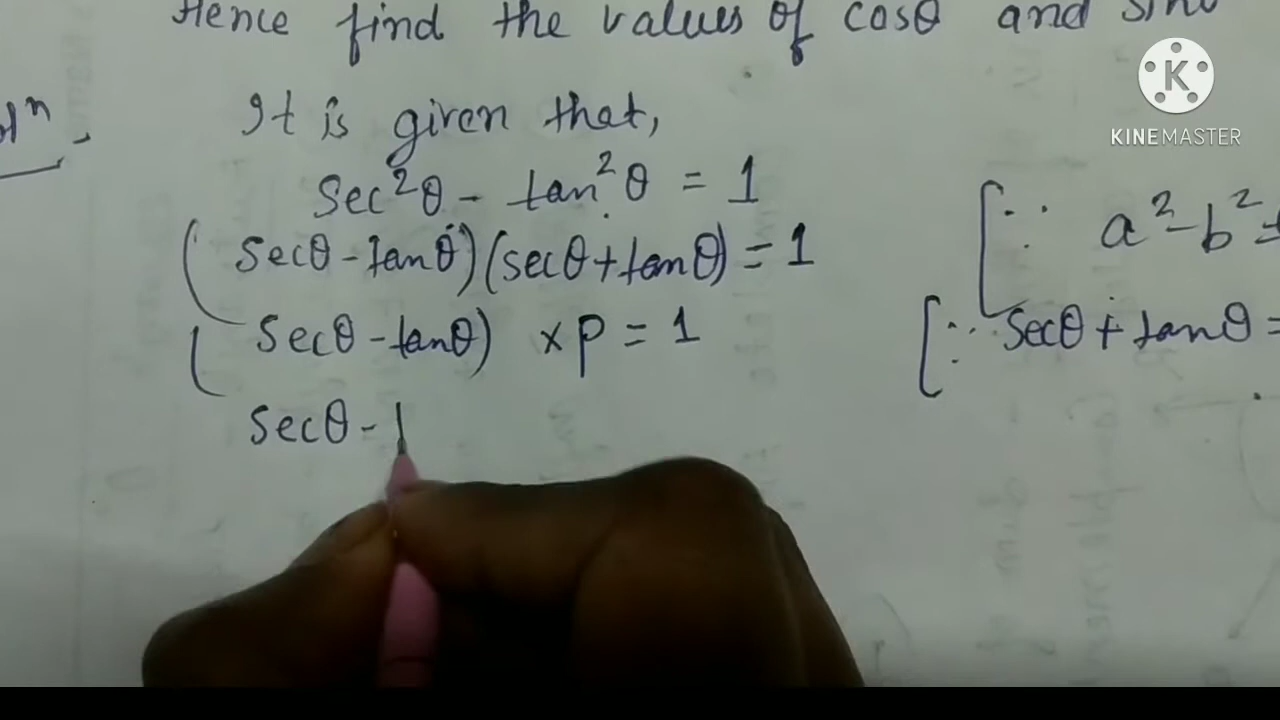 Hence find the values of cosθ and sinθ
It is given that,
sec²θ - tan²θ = 1
(secθ - tanθ)(secθ + tanθ) = 1
[∵ a² - b² =
(secθ - tanθ) × p = 1
[∵ secθ + tanθ =
secθ -
K
KINEMASTER